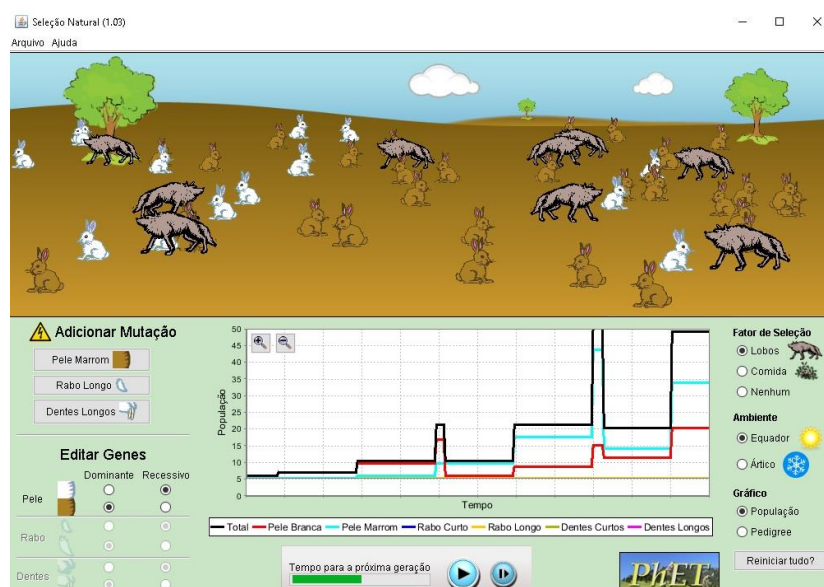 Seleção Natural (1.03)
Arquivo Ajuda
Adicionar Mutação
Pele Marrom
Rabo Longo
Dentes Longos
Editar Genes
Dominante Recessivo
Pele
Rabo
Dentes
50
45
40
35
30
25
20
15
10
5
0
População
Tempo
Total Pele Branca Pele Marrom Rabo Curto Rabo Longo Dentes Curtos Dentes Longos
Tempo para a próxima geração
PhET
Fator de Seleção
Lobos
Comida
Nenhum
Ambiente
Equador
Ártico
Gráfico
População
Pedigree
Reiniciar tudo?